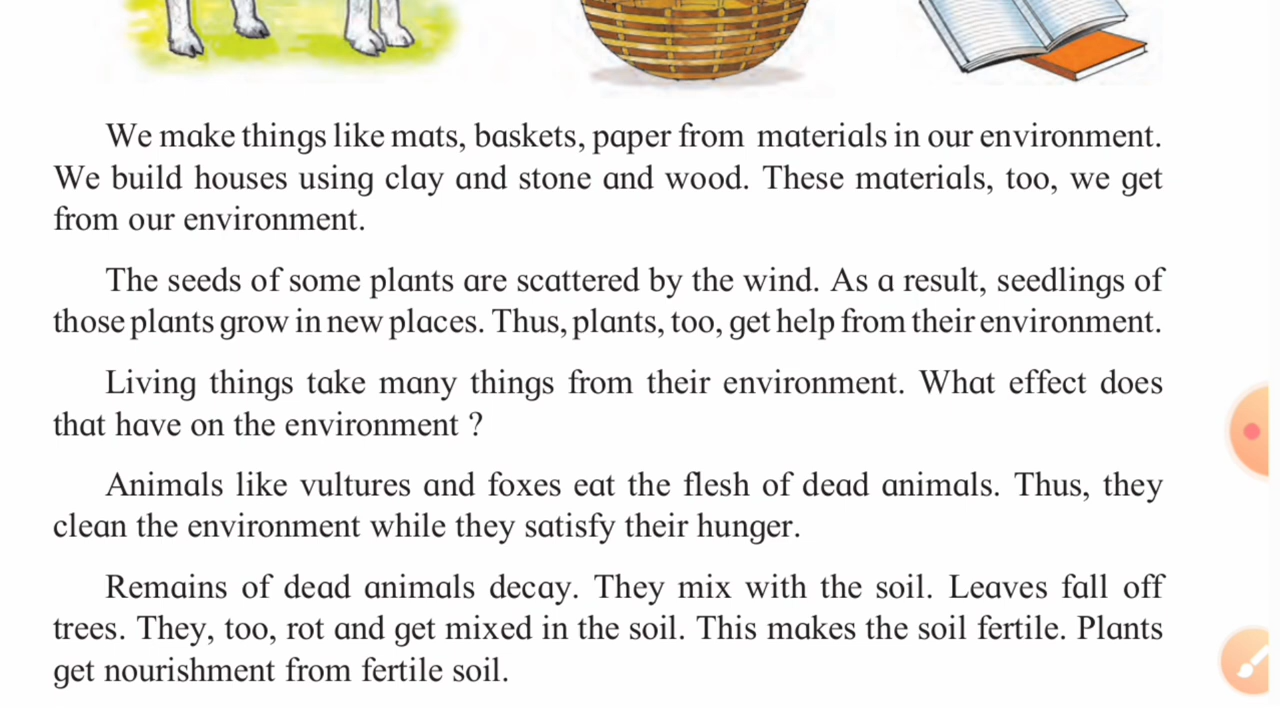 We make things like mats, baskets, paper from materials in our environment.
We build houses using clay and stone and wood. These materials, too, we get
from our environment.
The seeds of some plants are scattered by the wind. As a result, seedlings of
those plants grow in new places. Thus, plants, too, get help from their environment.
Living things take many things from their environment. What effect does
that have on the environment ?
Animals like vultures and foxes eat the flesh of dead animals. Thus, they
clean the environment while they satisfy their hunger.
Remains of dead animals decay. They mix with the soil. Leaves fall off
trees. They, too, rot and get mixed in the soil. This makes the soil fertile. Plants
get nourishment from fertile soil.